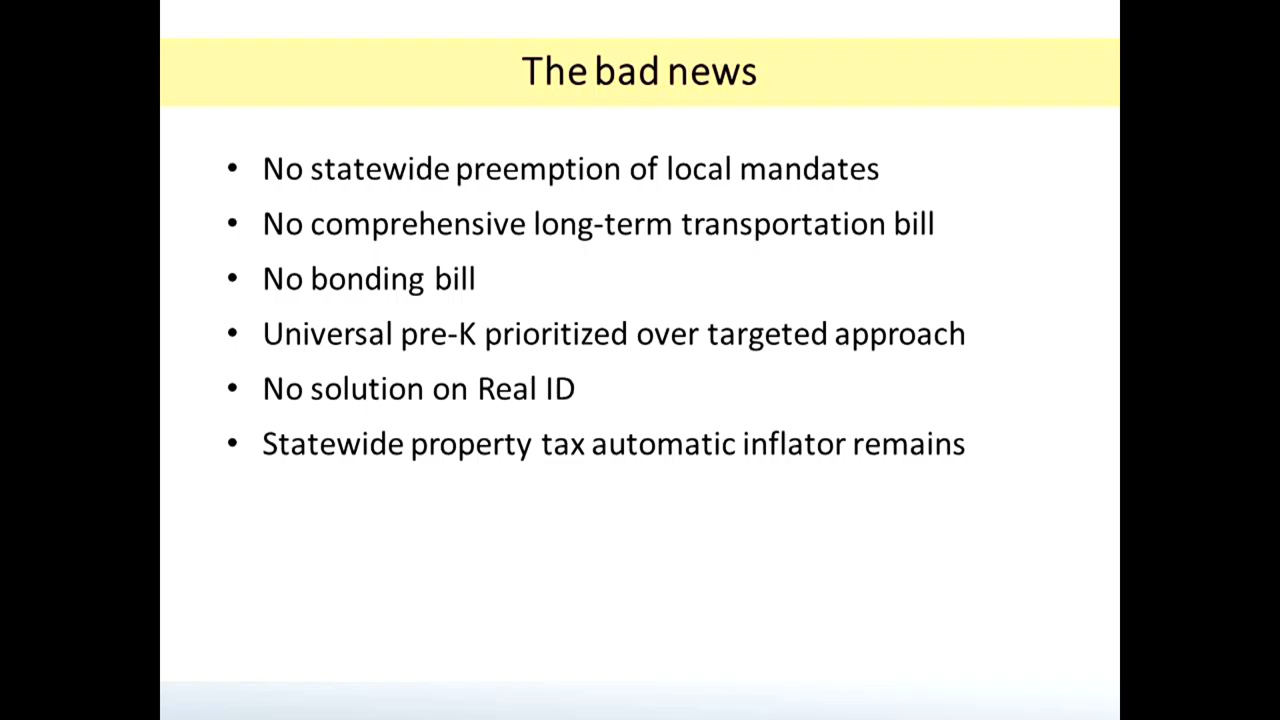 The bad news
• No statewide preemption of local mandates
• No comprehensive long-term transportation bill
• No bonding bill
• Universal pre-K prioritized over targeted approach
• No solution on Real ID
• Statewide property tax automatic inflator remains